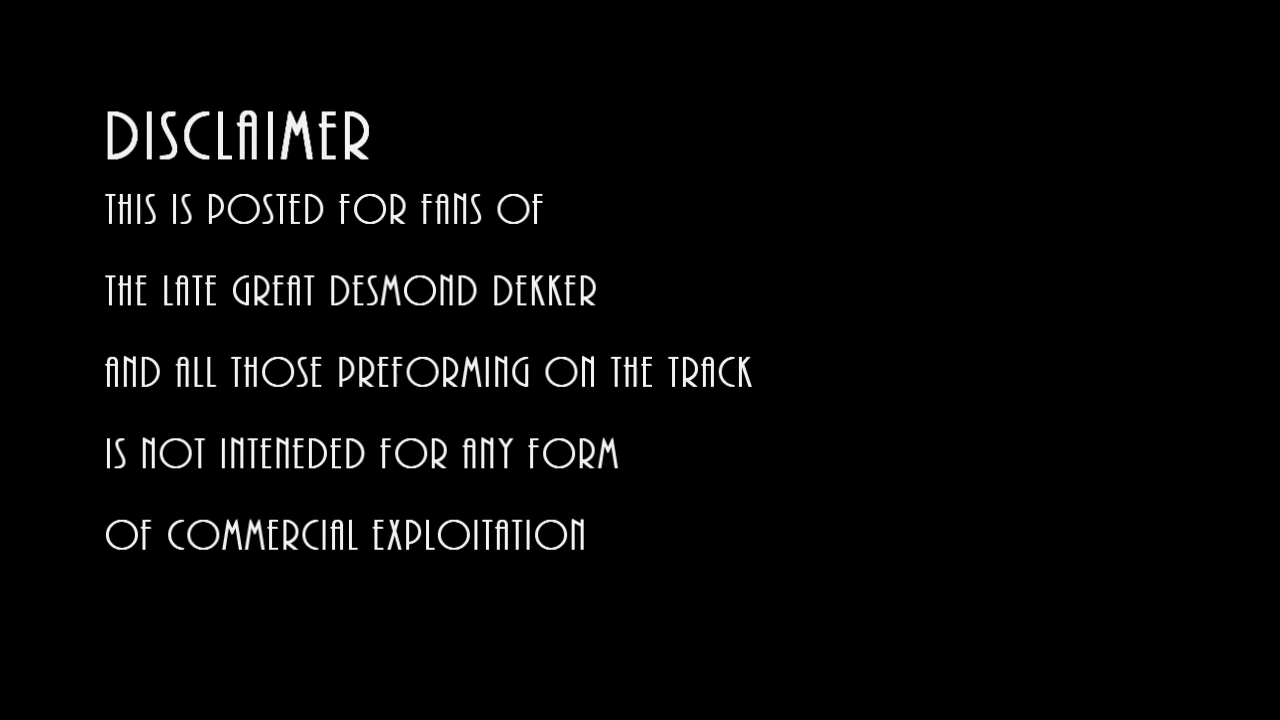 DISCLAIMER
THIS IS POSTED FOR FANS OF
THE LATE GREAT DESMOND DEKKER
AND ALL THOSE PREFORMING ON THE TRACK
IS NOT INTENEDED FOR ANY FORM
OF COMMERCIAL EXPLOITATION